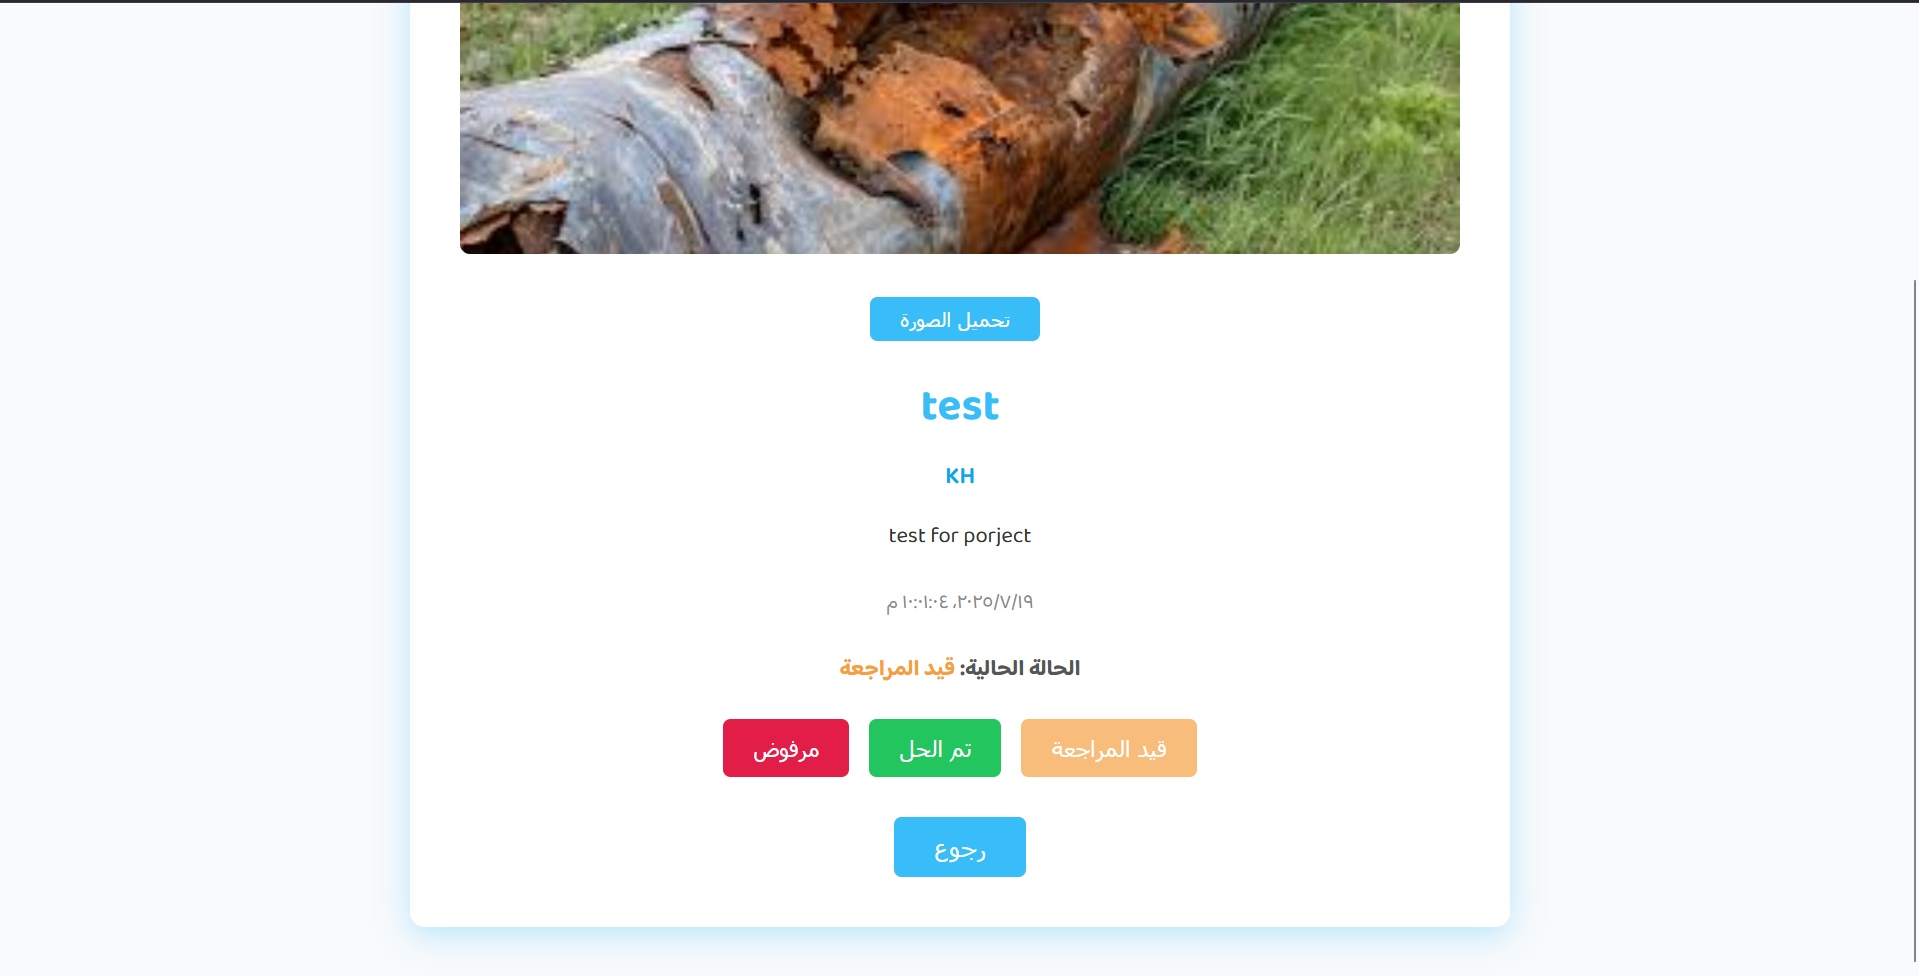 تحميل الصورة
test
KH
test for porject
١٩‏/٧‏/٢٠٢٥، ١٠:٠١:٠٤ م
الحالة الحالية: قيد المراجعة
قيد المراجعة تم الحل مرفوض
رجوع